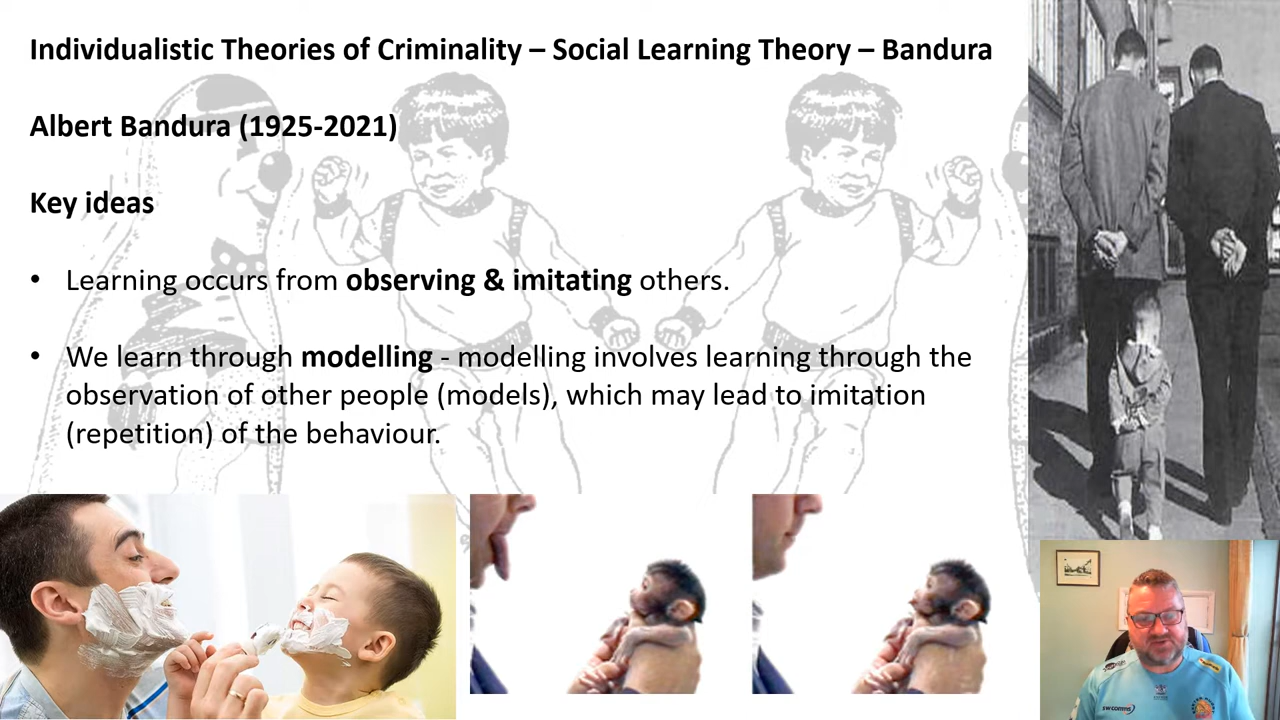 Individualistic Theories of Criminality – Social Learning Theory – Bandura
Albert Bandura (1925-2021)
Key ideas
• Learning occurs from observing & imitating others.
• We learn through modelling - modelling involves learning through the
observation of other people (models), which may lead to imitation
(repetition) of the behaviour.
swcomms